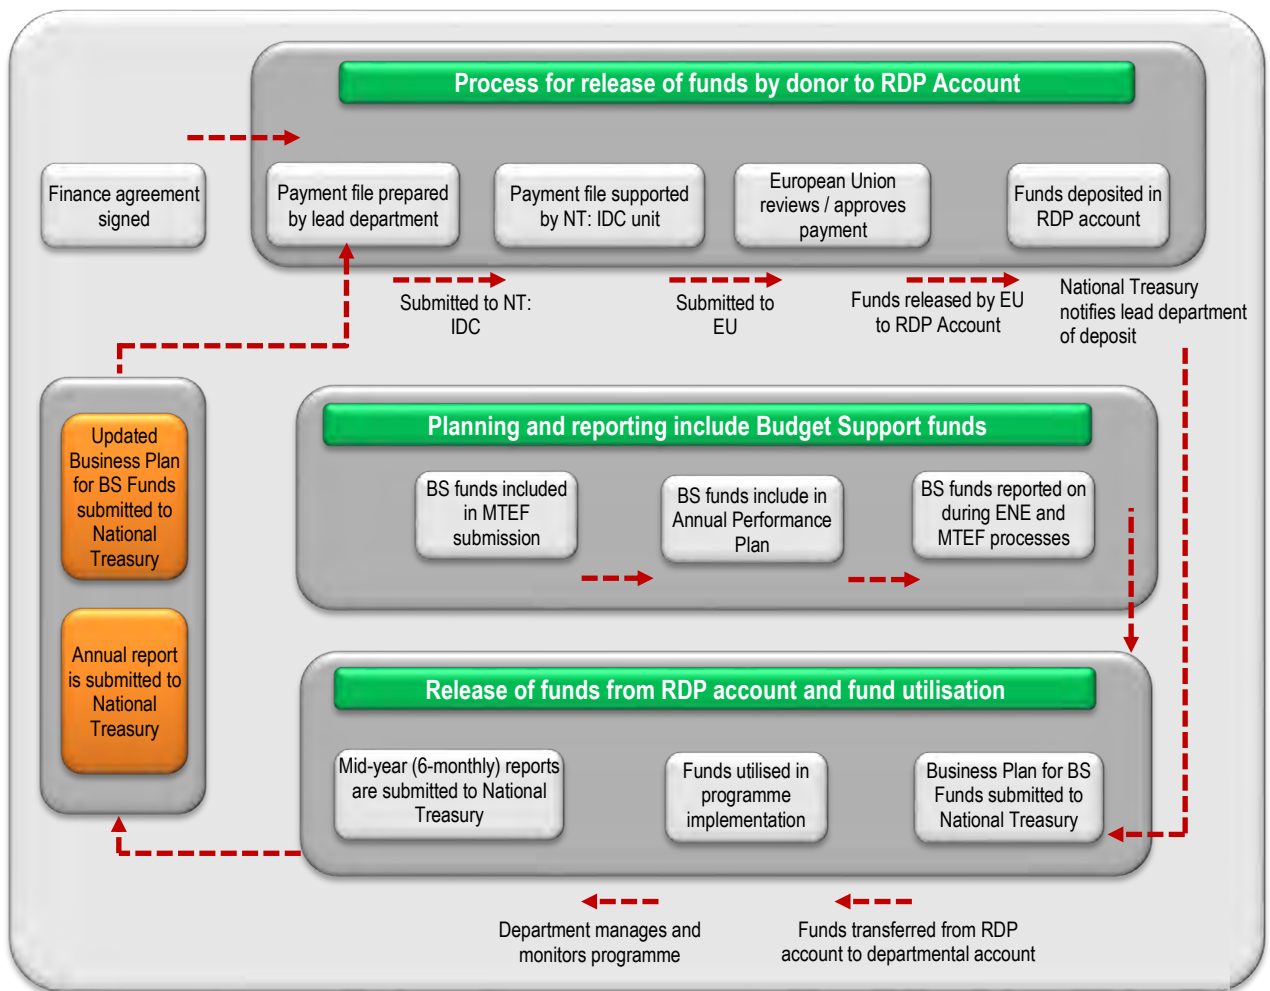 Process for release of funds by donor to RDP Account
Finance agreement
signed
Payment file prepared
by lead department
Payment file supported
by NT: IDC unit
European Union
reviews / approves
payment
Funds deposited in
RDP account
Submitted to NT:
IDC
Submitted to
EU
Funds released by EU
to RDP Account
National Treasury
notifies lead department
of deposit
Updated
Business Plan
for BS Funds
submitted to
National
Treasury
Annual report
is submitted to
National
Treasury
Planning and reporting include Budget Support funds
BS funds included
in MTEF
submission
BS funds include in
Annual Performance
Plan
BS funds reported on
during ENE and
MTEF processes
Release of funds from RDP account and fund utilisation
Mid-year (6-monthly) reports
are submitted to National
Treasury
Funds utilised in
programme
implementation
Business Plan for BS
Funds submitted to
National Treasury
Department manages and
monitors programme
Funds transferred from RDP
account to departmental account